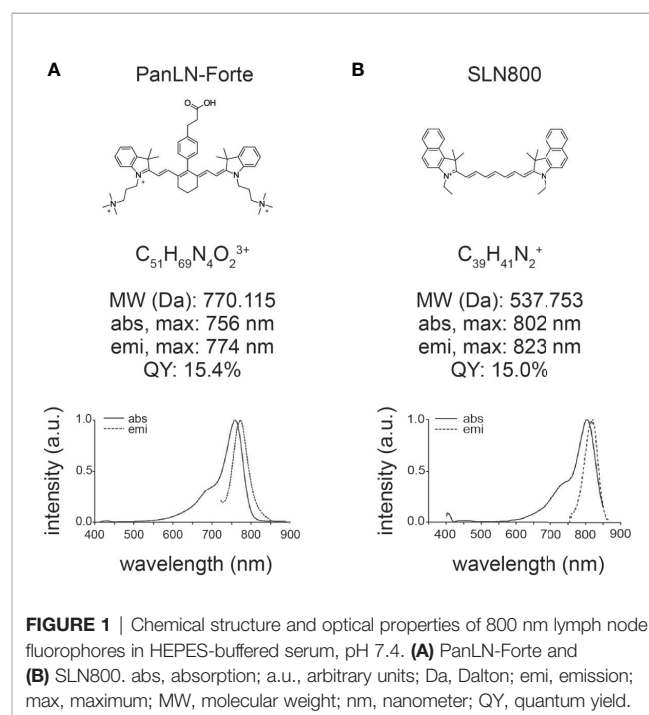 A
PanLN-Forte
O
OH
N
+
N
N
+
N
+
C51H69N4O2 3+
MW (Da): 770.115
abs, max: 756 nm
emi, max: 774 nm
QY: 15.4%
intensity (a.u.)
1.0
0.5
0
abs
emi
400 500 600 700 800 900
wavelength (nm)
B
SLN800
N
+
N
C39H41N2+
MW (Da): 537.753
abs, max: 802 nm
emi, max: 823 nm
QY: 15.0%
intensity (a.u.)
1.0
0.5
0
abs
emi
400 500 600 700 800 900
wavelength (nm)
FIGURE 1 | Chemical structure and optical properties of 800 nm lymph node
fluorophores in HEPES-buffered serum, pH 7.4. (A) PanLN-Forte and
(B) SLN800. abs, absorption; a.u., arbitrary units; Da, Dalton; emi, emission;
max, maximum; MW, molecular weight; nm, nanometer; QY, quantum yield.